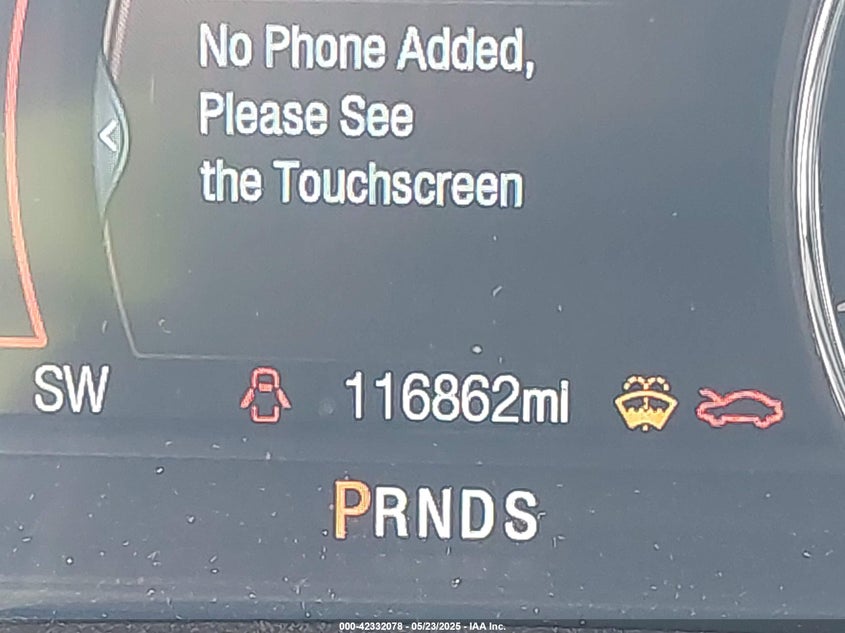 No Phone Added,
Please See
the Touchscreen
SW
116862mi
PRNDS
000-42332078 - 05/23/2025 - IAA Inc.